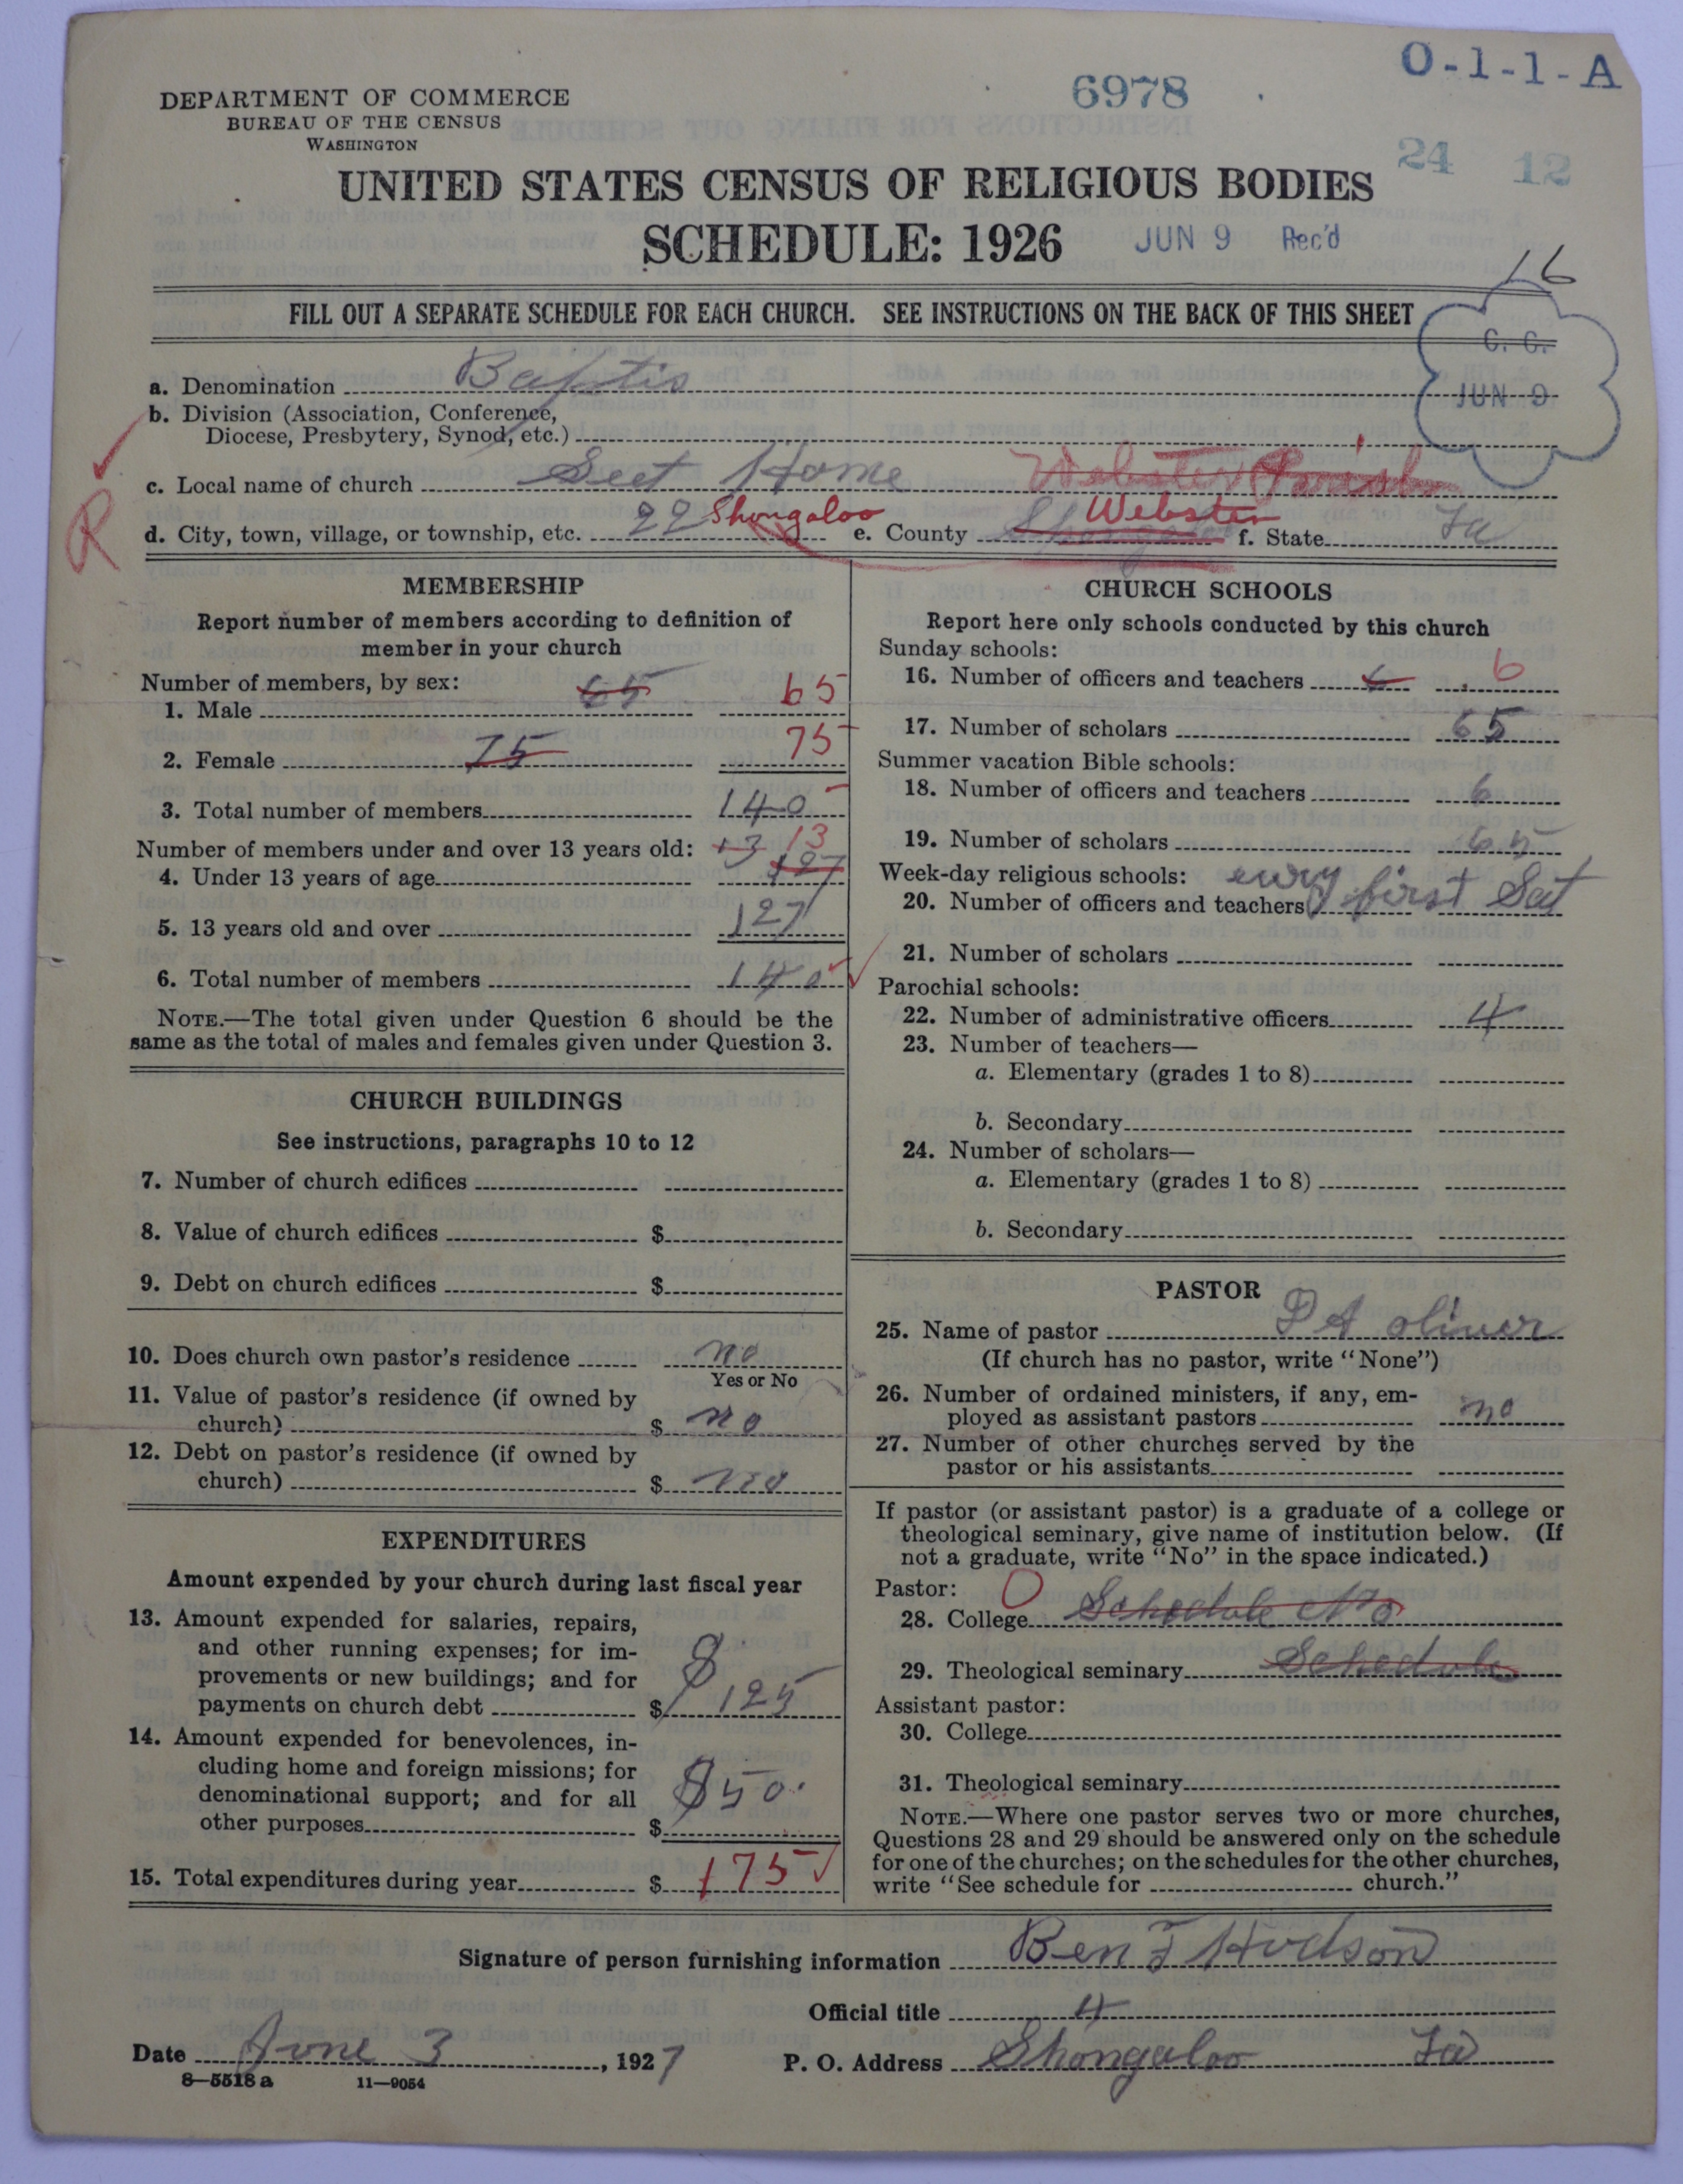 O-1-1-A
DEPARTMENT OF COMMERCE
BUREAU OF THE CENSUS
WASHINGTON
6978
24 12
UNITED STATES CENSUS OF RELIGIOUS BODIES
SCHEDULE: 1926
JUN 9 Rec'd
16
FILL OUT A SEPARATE SCHEDULE FOR EACH CHURCH. SEE INSTRUCTIONS ON THE BACK OF THIS SHEET
C. C.
JUN 9
a. Denomination Baptis
b. Division (Association, Conference,
Diocese, Presbytery, Synod, etc.)
c. Local name of church Seet Home Webster Parish
R
d. City, town, village, or township, etc. 22 Shongaloo e. County Shongaloo Webster f. State La
MEMBERSHIP
Report number of members according to definition of
member in your church
Number of members, by sex:
1. Male 65 65
2. Female 75 75
3. Total number of members 140
Number of members under and over 13 years old: 13 13
4. Under 13 years of age 127
5. 13 years old and over 127
6. Total number of members 140
NOTE.—The total given under Question 6 should be the
same as the total of males and females given under Question 3.
CHURCH BUILDINGS
See instructions, paragraphs 10 to 12
7. Number of church edifices
8. Value of church edifices $
9. Debt on church edifices $
10. Does church own pastor's residence no
Yes or No
11. Value of pastor's residence (if owned by
church) $ no
12. Debt on pastor's residence (if owned by
church) $ no
EXPENDITURES
Amount expended by your church during last fiscal year
13. Amount expended for salaries, repairs,
and other running expenses; for im-
provements or new buildings; and for
payments on church debt $ $ 125
14. Amount expended for benevolences, in-
cluding home and foreign missions; for
denominational support; and for all
other purposes $ $50.
15. Total expenditures during year $ 175
CHURCH SCHOOLS
Report here only schools conducted by this church
Sunday schools:
16. Number of officers and teachers 6 6
17. Number of scholars 65
Summer vacation Bible schools:
18. Number of officers and teachers 6
19. Number of scholars 65
Week-day religious schools: evry
20. Number of officers and teachers first Sat
21. Number of scholars
Parochial schools:
22. Number of administrative officers 4
23. Number of teachers—
a. Elementary (grades 1 to 8)
b. Secondary
24. Number of scholars—
a. Elementary (grades 1 to 8)
b. Secondary
PASTOR
25. Name of pastor D A oliver
(If church has no pastor, write "None")
26. Number of ordained ministers, if any, em-
ployed as assistant pastors no
27. Number of other churches served by the
pastor or his assistants
If pastor (or assistant pastor) is a graduate of a college or
theological seminary, give name of institution below. (If
not a graduate, write "No" in the space indicated.)
Pastor: 0
28. College Schedule No
29. Theological seminary Schedule
Assistant pastor:
30. College
31. Theological seminary
NOTE.—Where one pastor serves two or more churches,
Questions 28 and 29 should be answered only on the schedule
for one of the churches; on the schedules for the other churches,
write "See schedule for church."
Signature of person furnishing information Ben F Hudson
Official title 4
Date June 3, 1927 P. O. Address Shongaloo La
8-5518 a 11-9054